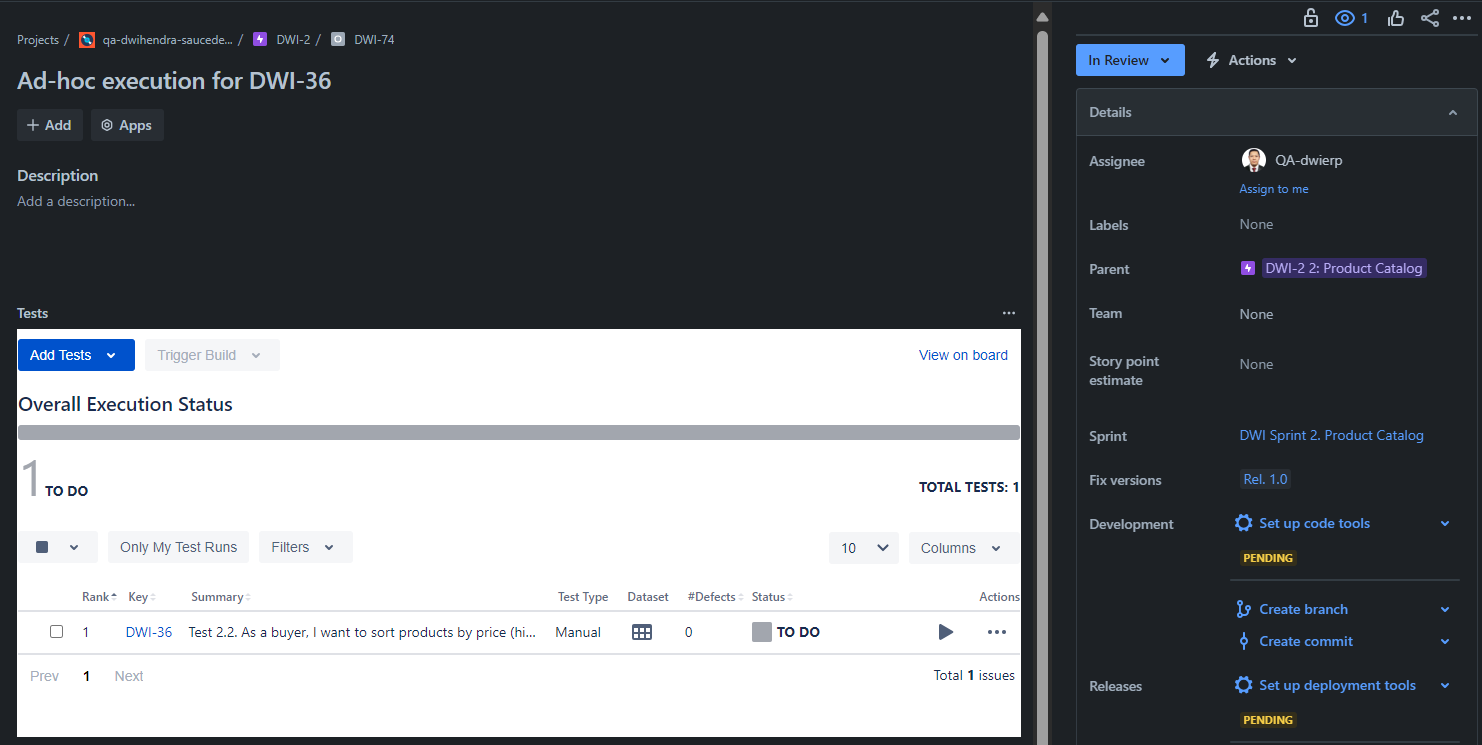 Projects / qa-dwihendra-saucede... / DWI-2 / DWI-74
Ad-hoc execution for DWI-36
Add Apps
Description
Add a description...
Tests
Add Tests Trigger Build View on board
Overall Execution Status
1 TO DO TOTAL TESTS: 1
Only My Test Runs Filters 10 Columns
Rank Key Summary Test Type Dataset #Defects Status Actions
1 DWI-36 Test 2.2. As a buyer, I want to sort products by price (hi... Manual 0 TO DO
Prev 1 Next Total 1 issues
1
In Review Actions
Details
Assignee QA-dwierp
Assign to me
Labels None
Parent DWI-2 2: Product Catalog
Team None
Story point
estimate
None
Sprint DWI Sprint 2. Product Catalog
Fix versions Rel. 1.0
Development Set up code tools
PENDING
Create branch
Create commit
Releases Set up deployment tools
PENDING